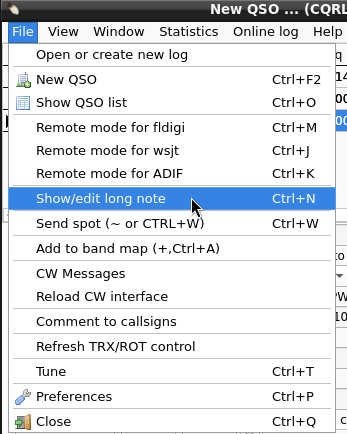 New QSO ... (CQRL
File View Window Statistics Online log Help
Open or create new log
New QSO Ctrl+F2
Show QSO list Ctrl+O
Remote mode for fldigi Ctrl+M
Remote mode for wsjt Ctrl+J
Remote mode for ADIF Ctrl+K
Show/edit long note Ctrl+N
Send spot (~ or CTRL+W) Ctrl+W
Add to band map (+,Ctrl+A)
CW Messages
Reload CW interface
Comment to callsigns
Refresh TRX/ROT control
Tune Ctrl+T
Preferences Ctrl+P
Close Ctrl+Q